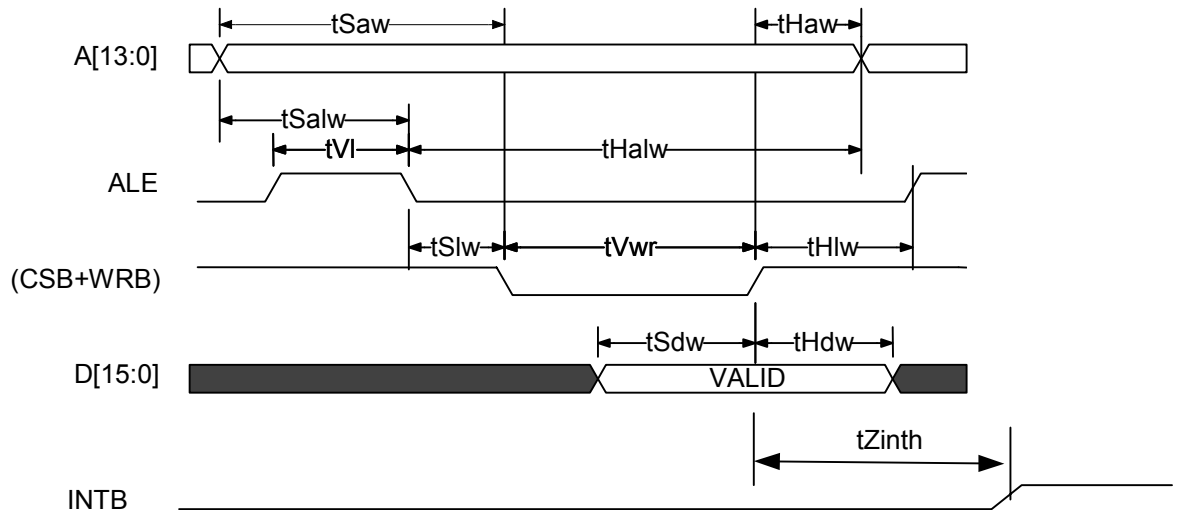 tSaw
tHaw
A[13:0]
tSalw
tVl
tHalw
ALE
tSlw
tVwr
tHlw
(CSB+WRB)
tSdw
tHdw
D[15:0]
VALID
tZinth
INTB